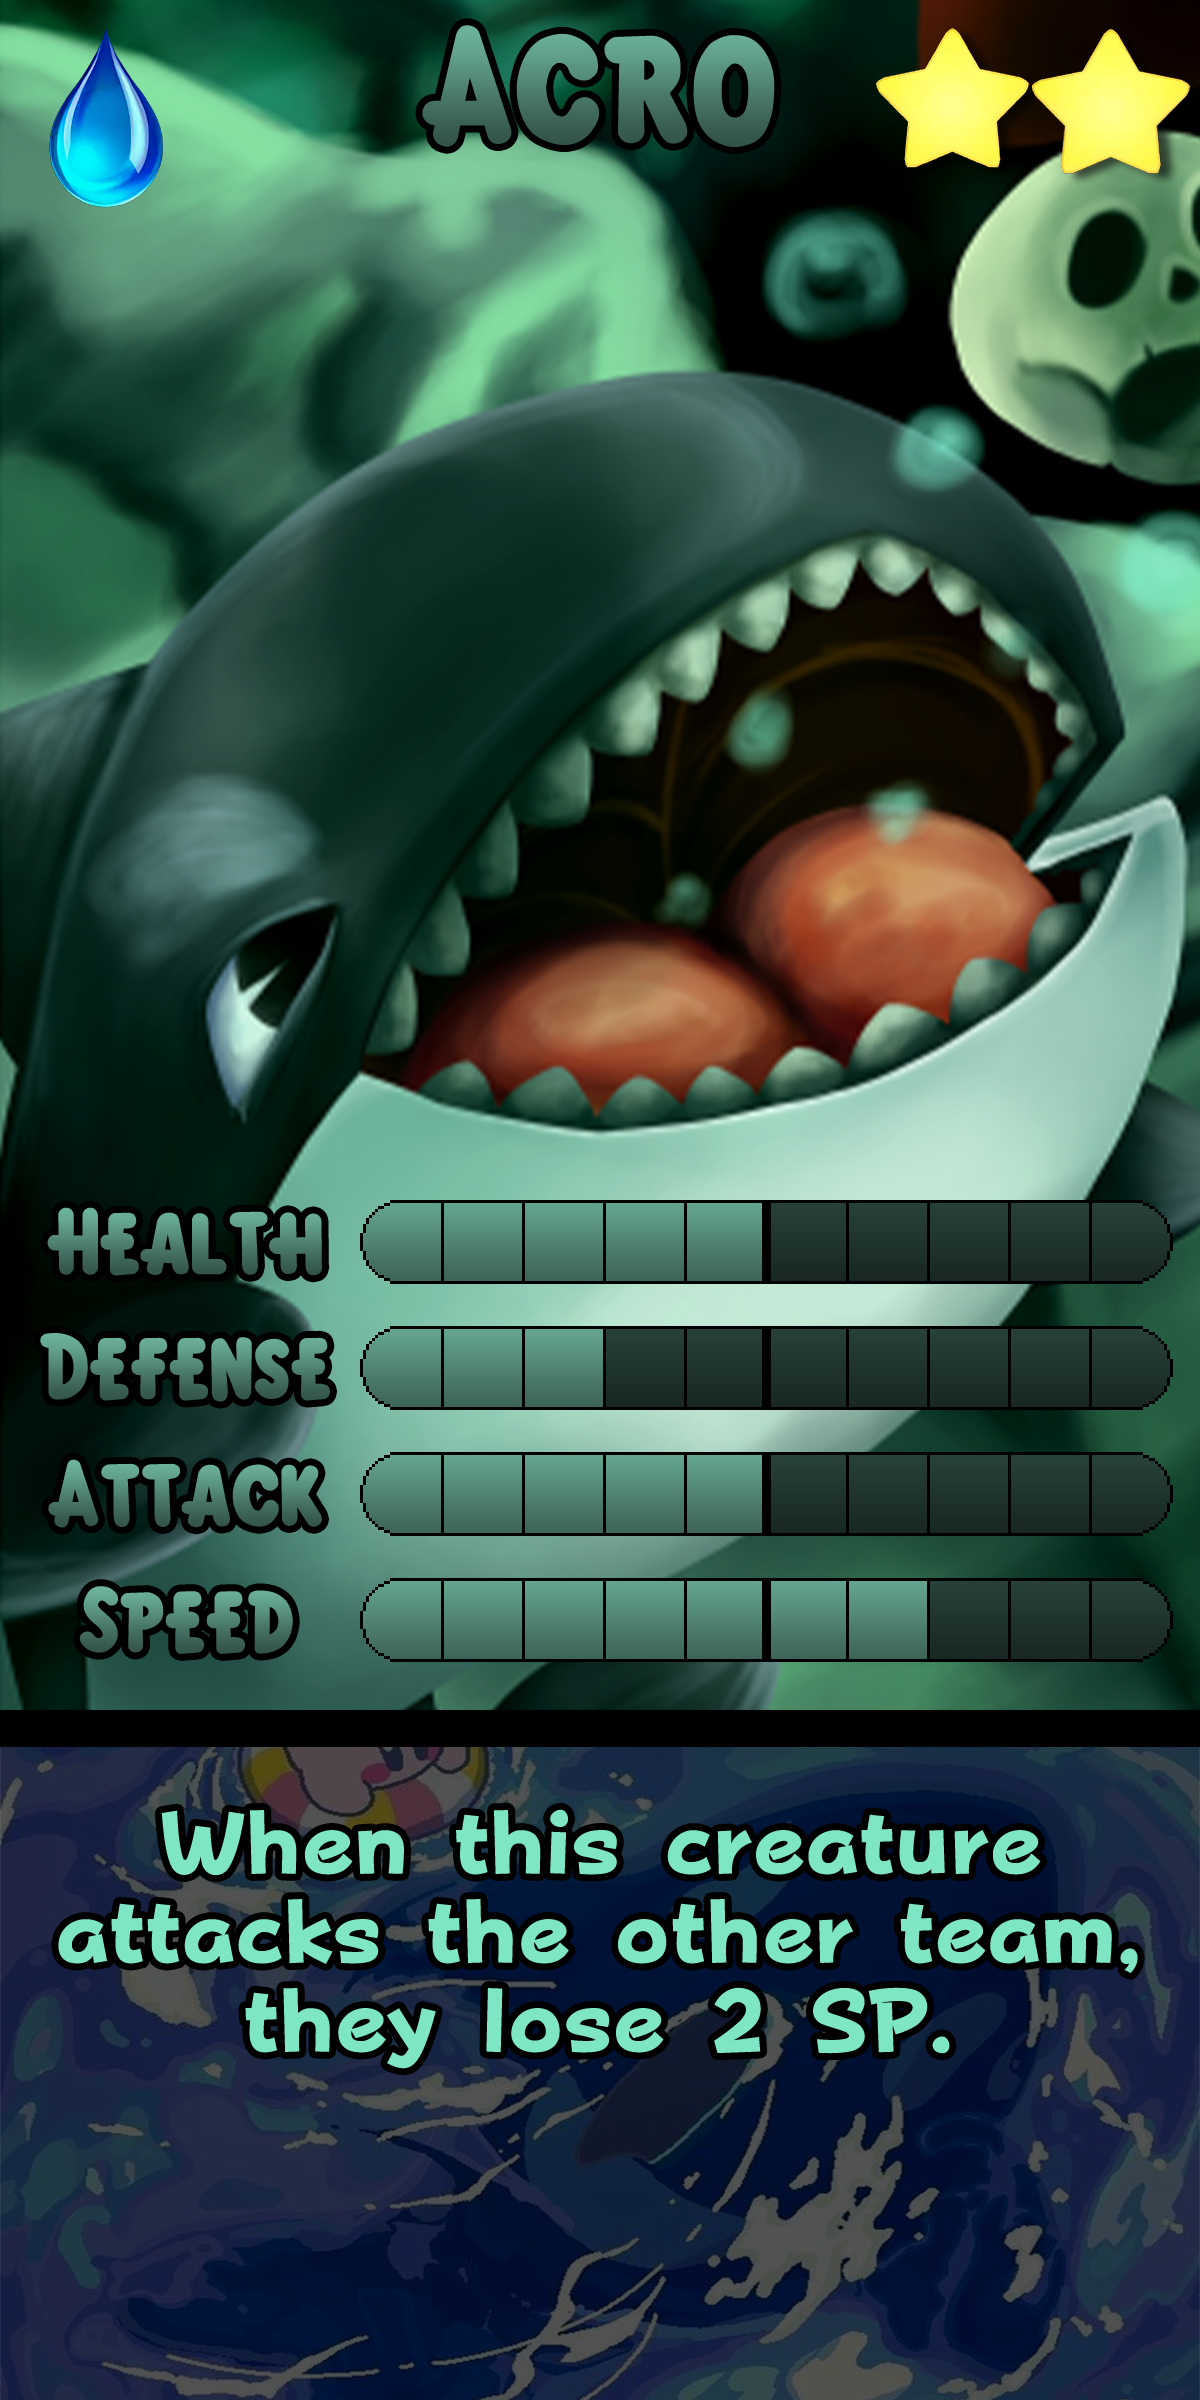 ACRO
HEALTH
DEFENSE
ATTACK
SPEED
When this creature
attacks the other team,
they lose 2 SP.